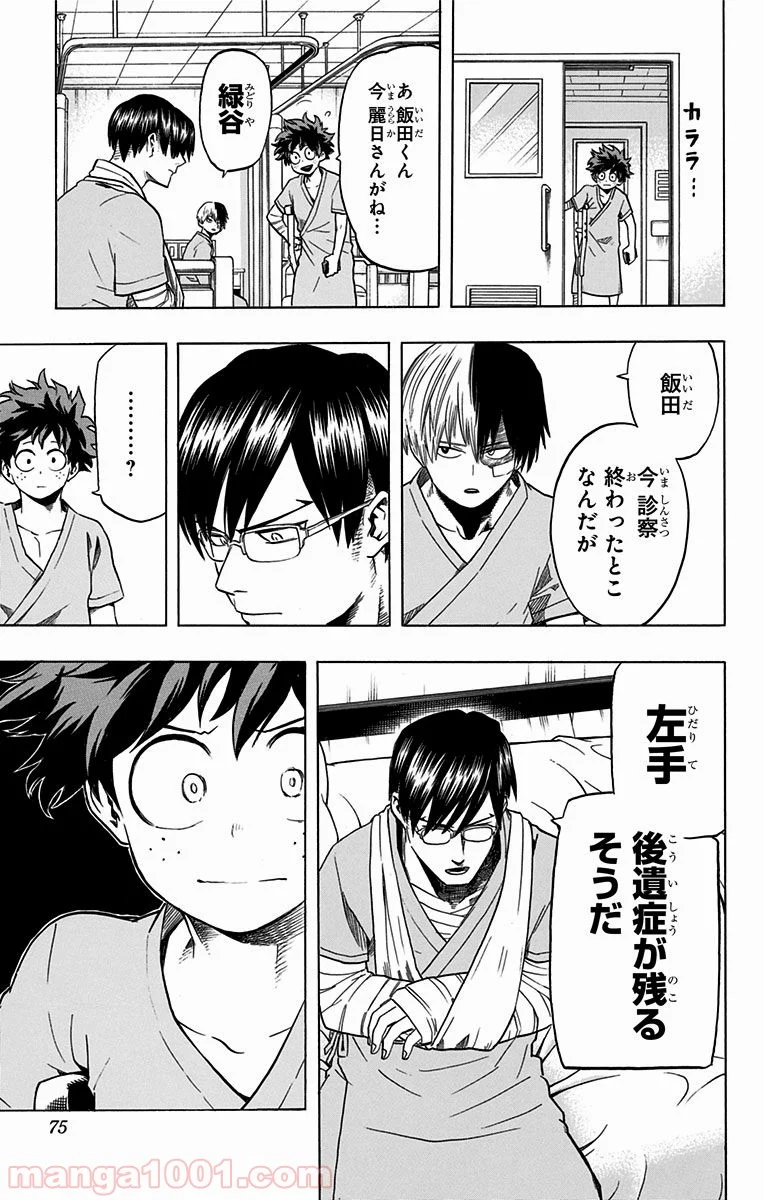 カラララ…
あ 飯田くん
今 麗日さんがね…
緑谷
飯田
今 診察
終わったとこ
なんだが
………?
左手
後遺症が残る
そうだ
75
manga1001.com